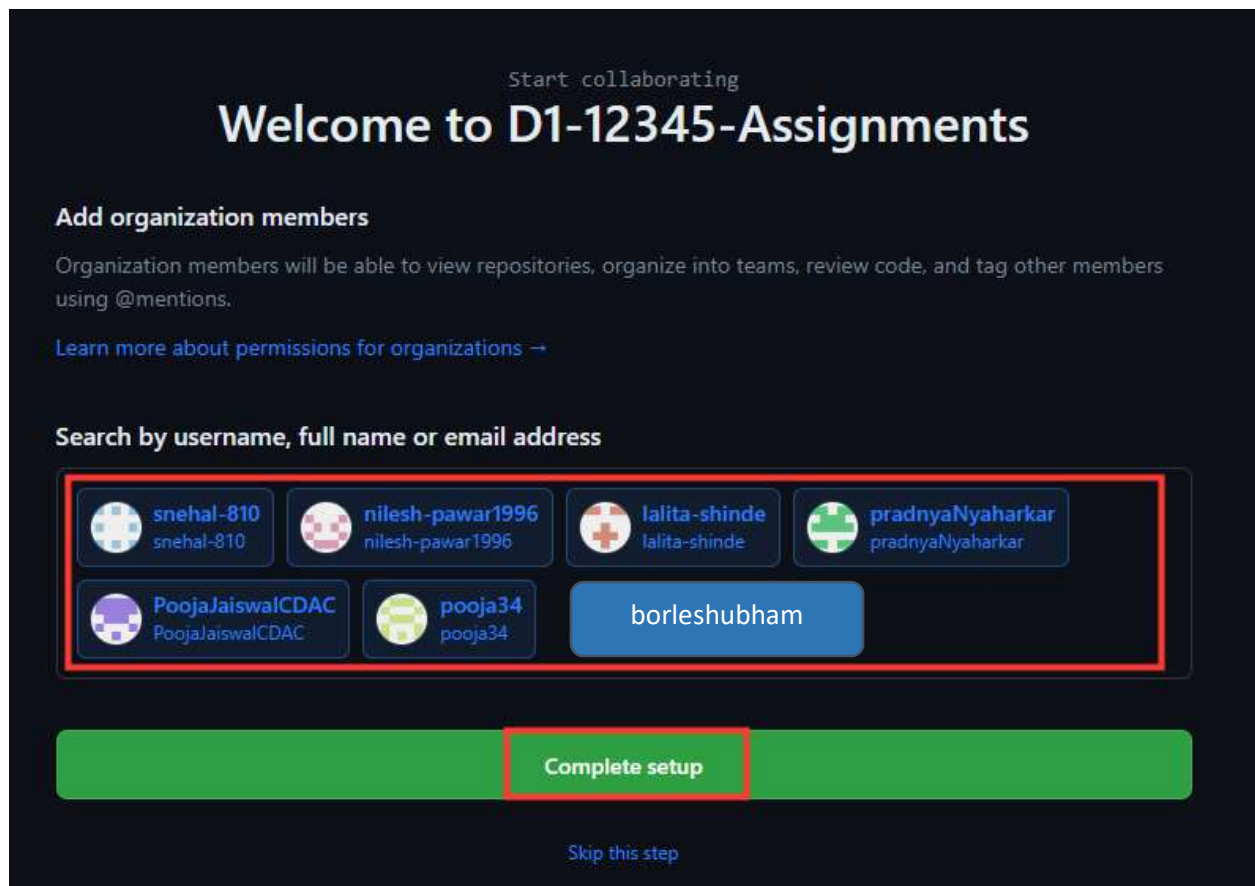 Start collaborating
Welcome to D1-12345-Assignments
Add organization members
Organization members will be able to view repositories, organize into teams, review code, and tag other members
using @mentions.
Learn more about permissions for organizations →
Search by username, full name or email address
snehal-810 nilesh-pawar1996 lalita-shinde pradnyaNyaharkar
snehal-810 nilesh-pawar1996 lalita-shinde pradnyaNyaharkar
PoojaJaiswalCDAC pooja34 borleshubham
PoojaJaiswalCDAC pooja34
Complete setup
Skip this step